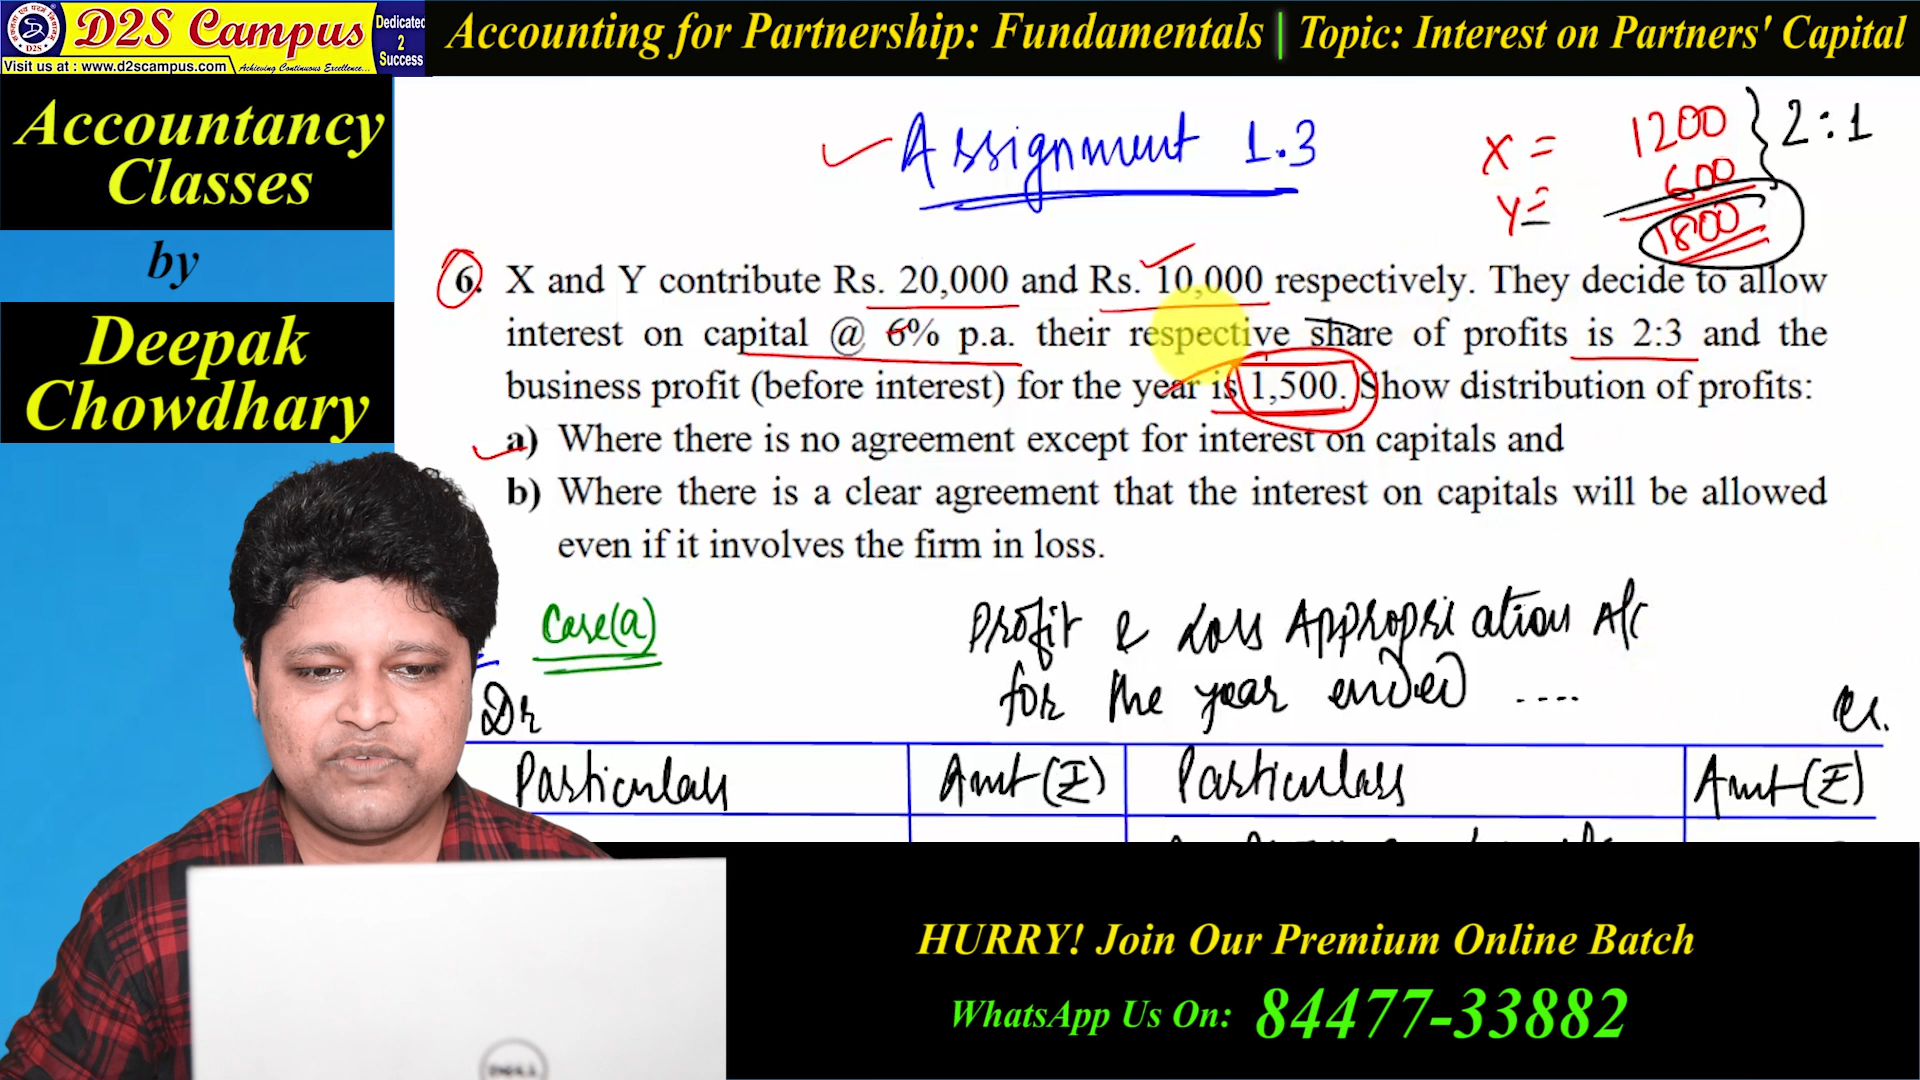 D2S Campus
Dedicated
2
Success
D2S
Visit us at : www.d2scampus.com
Achieving Continuous Excellence...
Accounting for Partnership: Fundamentals | Topic: Interest on Partners' Capital
Accountancy
Classes
by
Deepak
Chowdhary
Assignment 1.3
X = 1200 } 2:1
Y = 600
1800
6. X and Y contribute Rs. 20,000 and Rs. 10,000 respectively. They decide to allow
interest on capital @ 6% p.a. their respective share of profits is 2:3 and the
business profit (before interest) for the year is 1,500. Show distribution of profits:
a) Where there is no agreement except for interest on capitals and
b) Where there is a clear agreement that the interest on capitals will be allowed
even if it involves the firm in loss.
Case (a)
Profit & Loss Appropriation A/c
for the year ended ....
Dr
Cr.
Particulars Amt (₹) Particulars Amt (₹)
DELL
HURRY! Join Our Premium Online Batch
WhatsApp Us On: 84477-33882